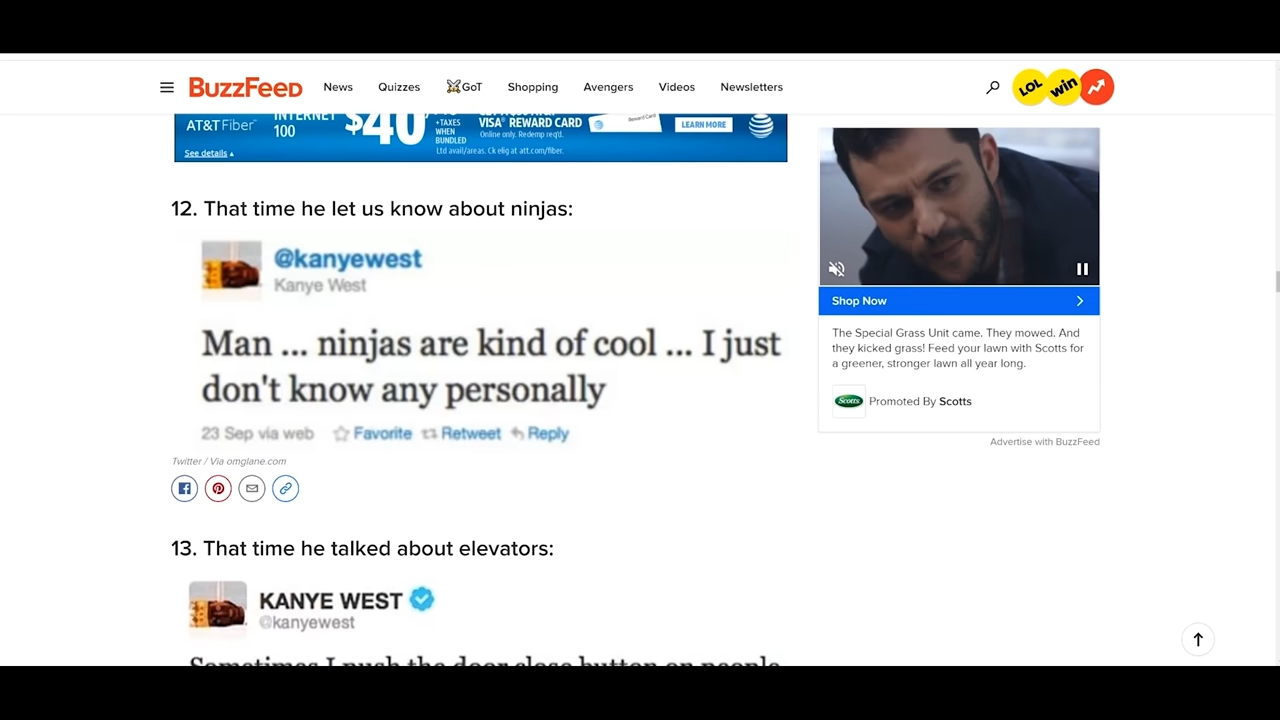 BuzzFeed News Quizzes GoT Shopping Avengers Videos Newsletters LOL win
AT&T Fiber INTERNET 100 $40
+TAXES
WHEN
BUNDLED
VISA® REWARD CARD
Online only. Redemp req'd.
Ltd avail/areas. Ck elig at att.com/fiber.
LEARN MORE
See details
12. That time he let us know about ninjas:
@kanyewest
Kanye West
Man ... ninjas are kind of cool ... I just
don't know any personally
23 Sep via web Favorite Retweet Reply
Twitter / Via omglane.com
13. That time he talked about elevators:
KANYE WEST
@kanyewest
Sometimes I push the door close button on people
Shop Now
The Special Grass Unit came. They mowed. And
they kicked grass! Feed your lawn with Scotts for
a greener, stronger lawn all year long.
Scotts
Promoted By Scotts
Advertise with BuzzFeed